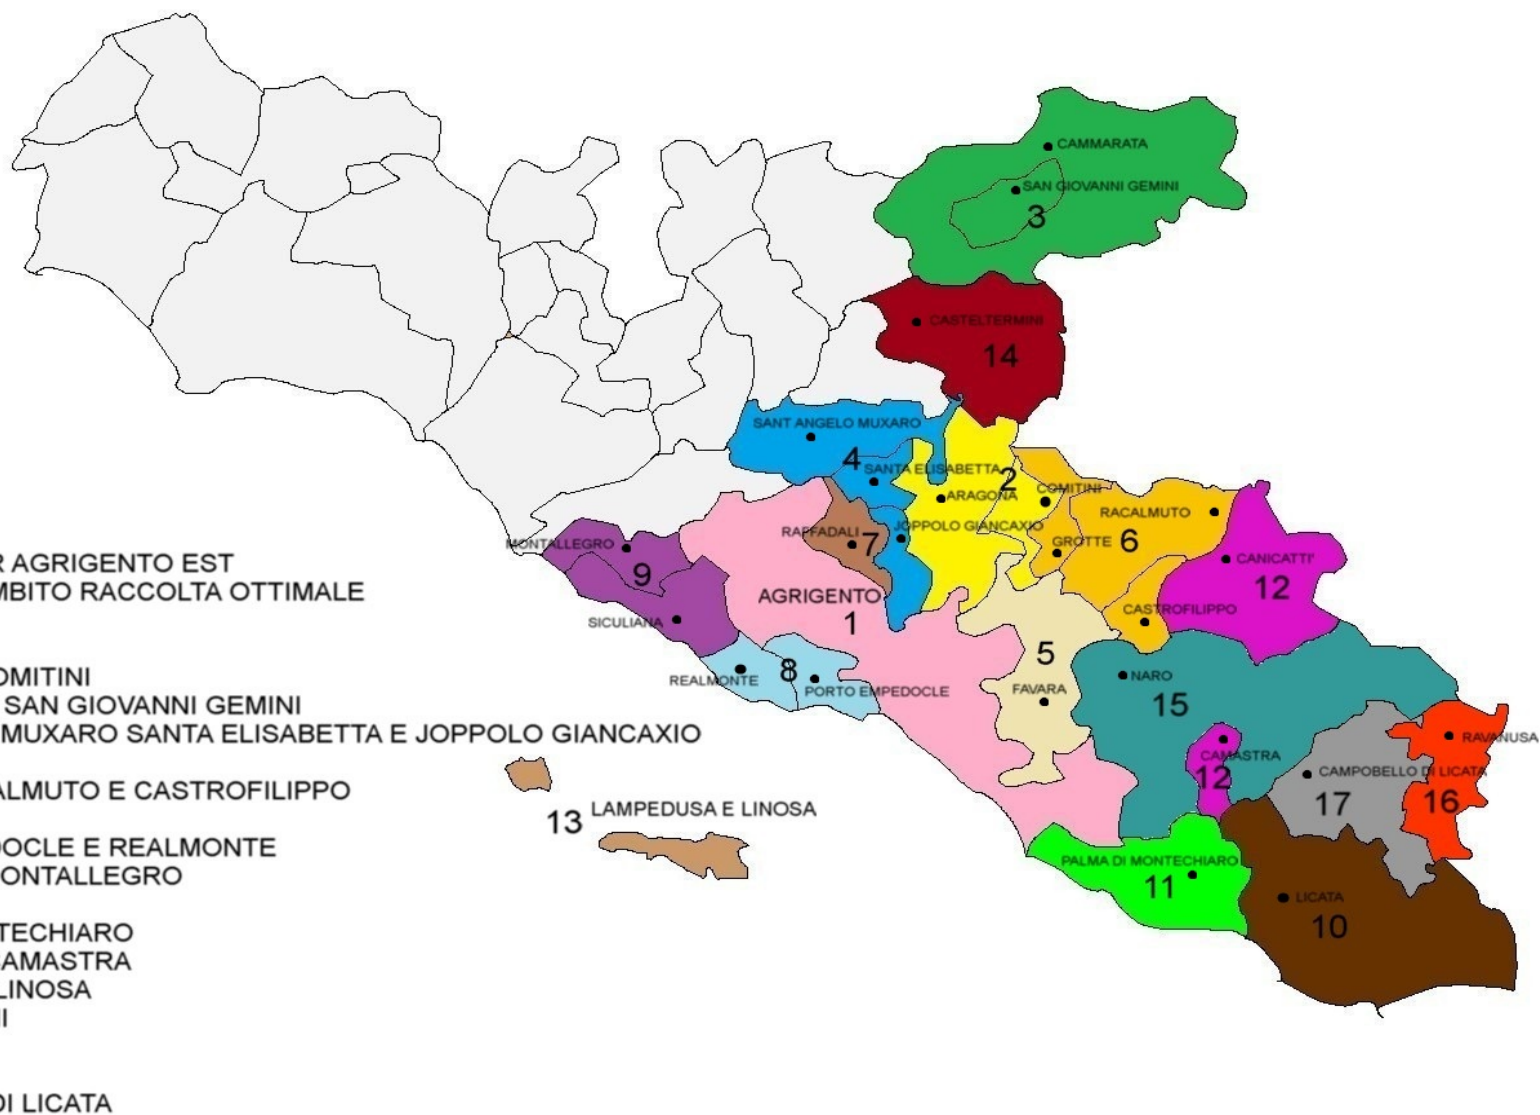 CAMMARATA
SAN GIOVANNI GEMINI
3
CASTELTERMINI
14
SANT ANGELO MUXARO
4
SANTA ELISABETTA
2
ARAGONA
COMITINI
RACALMUTO
JOPPOLO GIANCAXIO
RAFFADALI
7
GROTTE
6
MONTALLEGRO
9
CANICATTI'
12
R AGRIGENTO EST
MBITO RACCOLTA OTTIMALE
AGRIGENTO
1
CASTROFILIPPO
SICULIANA
5
REALMONTE
8
PORTO EMPEDOCLE
FAVARA
NARO
15
OMITINI
SAN GIOVANNI GEMINI
MUXARO SANTA ELISABETTA E JOPPOLO GIANCAXIO
RAVANUSA
CAMASTRA
12
CAMPOBELLO DI LICATA
17
16
ALMUTO E CASTROFILIPPO
13
LAMPEDUSA E LINOSA
DOCLE E REALMONTE
ONTALLEGRO
PALMA DI MONTECHIARO
11
LICATA
10
TECHIARO
CAMASTRA
LINOSA
NI
DI LICATA